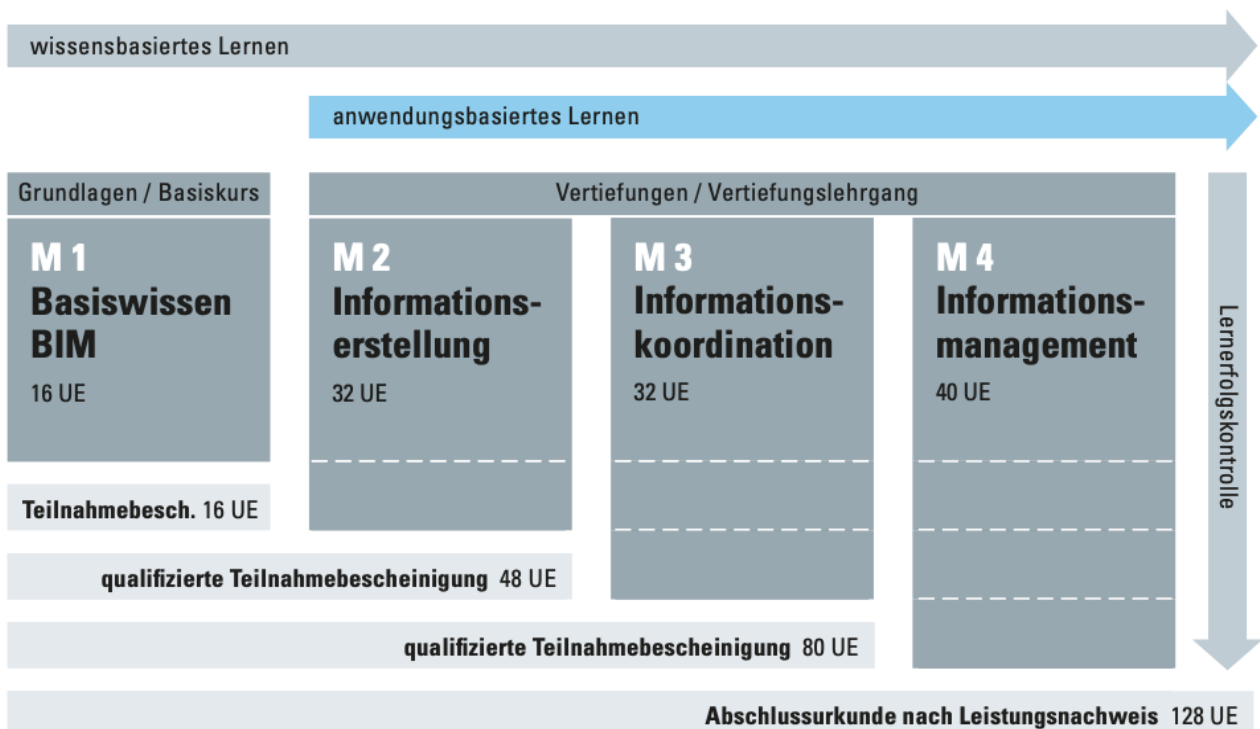 wissensbasiertes Lernen
anwendungsbasiertes Lernen
Grundlagen / Basiskurs
Vertiefungen / Vertiefungslehrgang
M 1
Basiswissen
BIM
16 UE
M 2
Informations-
erstellung
32 UE
M 3
Informations-
koordination
32 UE
M 4
Informations-
management
40 UE
Lernerfolgskontrolle
Teilnahmebesch. 16 UE
qualifizierte Teilnahmebescheinigung 48 UE
qualifizierte Teilnahmebescheinigung 80 UE
Abschlussurkunde nach Leistungsnachweis 128 UE